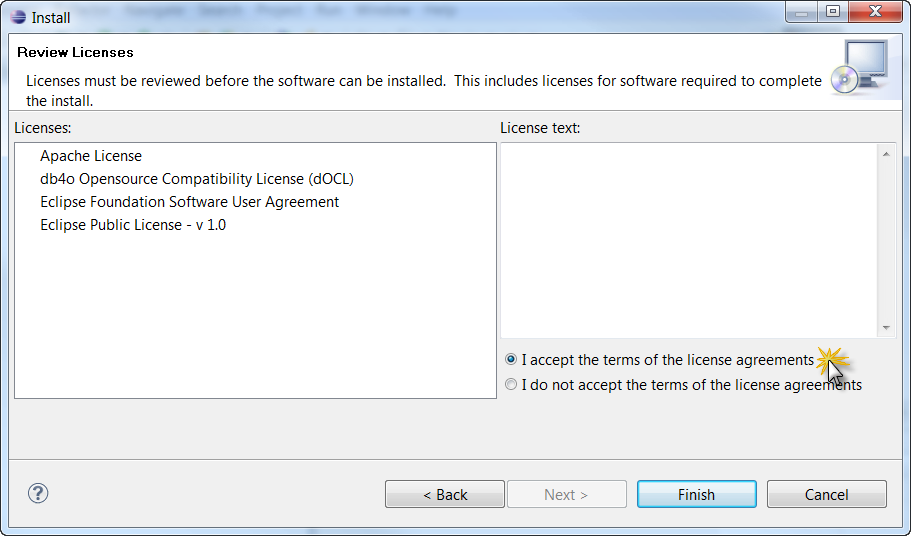 Install
Review Licenses
Licenses must be reviewed before the software can be installed.  This includes licenses for software required to complete
the install.
Licenses:
License text:
Apache License
db4o Opensource Compatibility License (dOCL)
Eclipse Foundation Software User Agreement
Eclipse Public License - v 1.0
I accept the terms of the license agreements
I do not accept the terms of the license agreements
?
< Back
Next >
Finish
Cancel